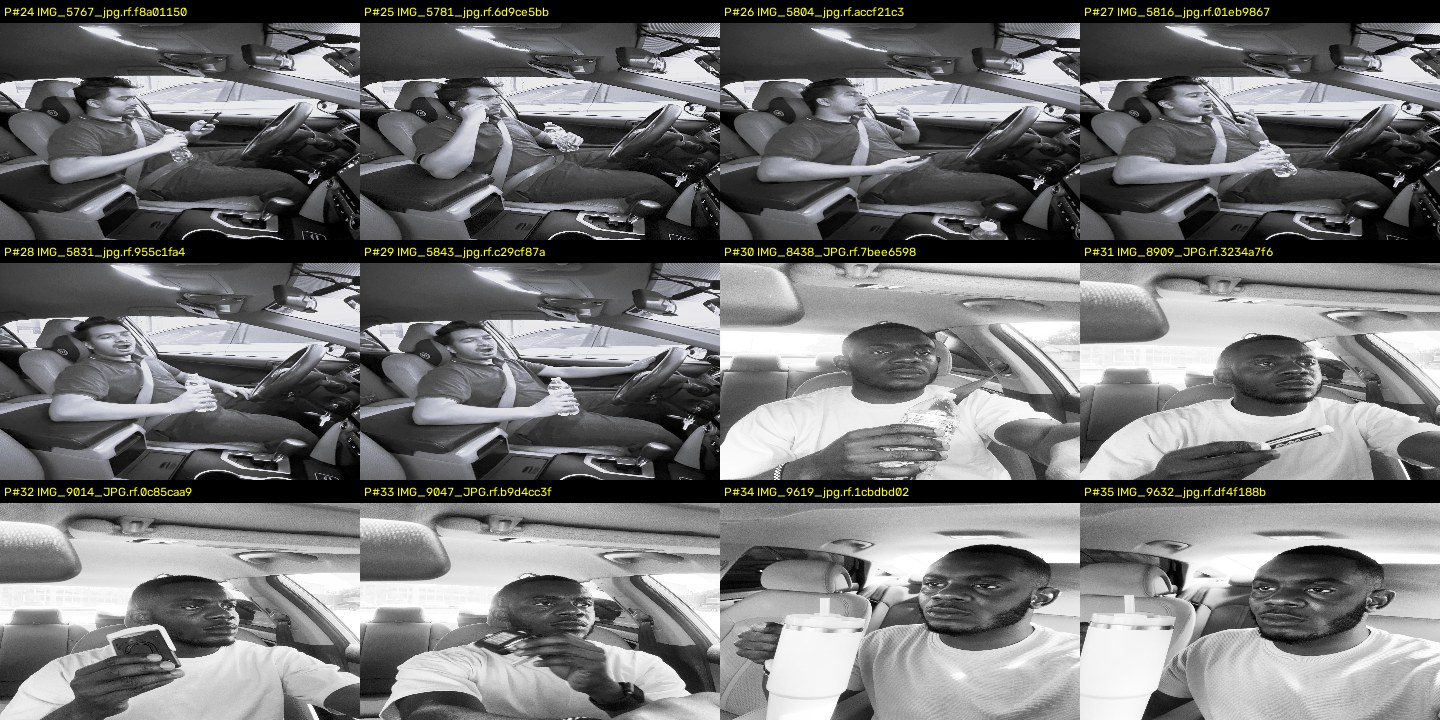 P#24 IMG_5767_jpg.rf.f8a01150
P#25 IMG_5781_jpg.rf.6d9ce5bb
P#26 IMG_5804_jpg.rf.accf21c3
P#27 IMG_5816_jpg.rf.01eb9867
P#28 IMG_5831_jpg.rf.955c1fa4
P#29 IMG_5843_jpg.rf.c29cf87a
P#30 IMG_8438_JPG.rf.7bee6598
P#31 IMG_8909_JPG.rf.3234a7f6
P#32 IMG_9014_JPG.rf.0c85caa9
P#33 IMG_9047_JPG.rf.b9d4cc3f
P#34 IMG_9619_jpg.rf.1cbdbd02
P#35 IMG_9632_jpg.rf.df4f188b